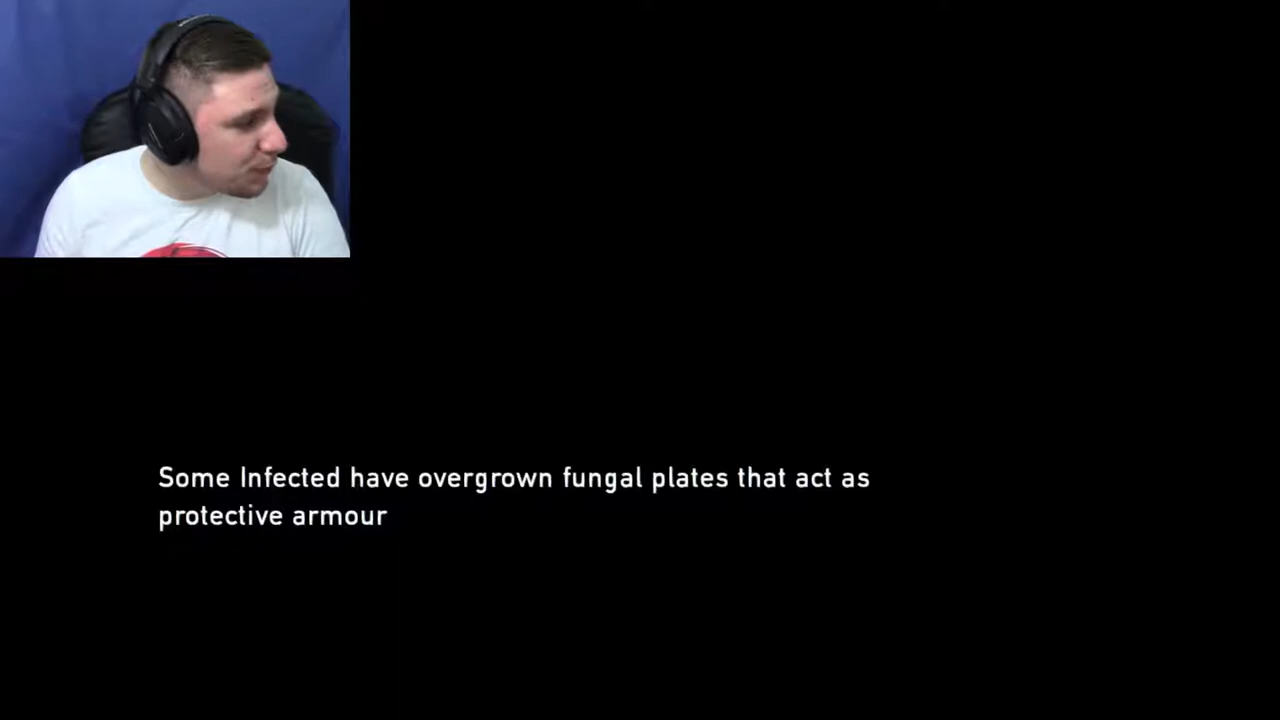 Some Infected have overgrown fungal plates that act as
protective armour